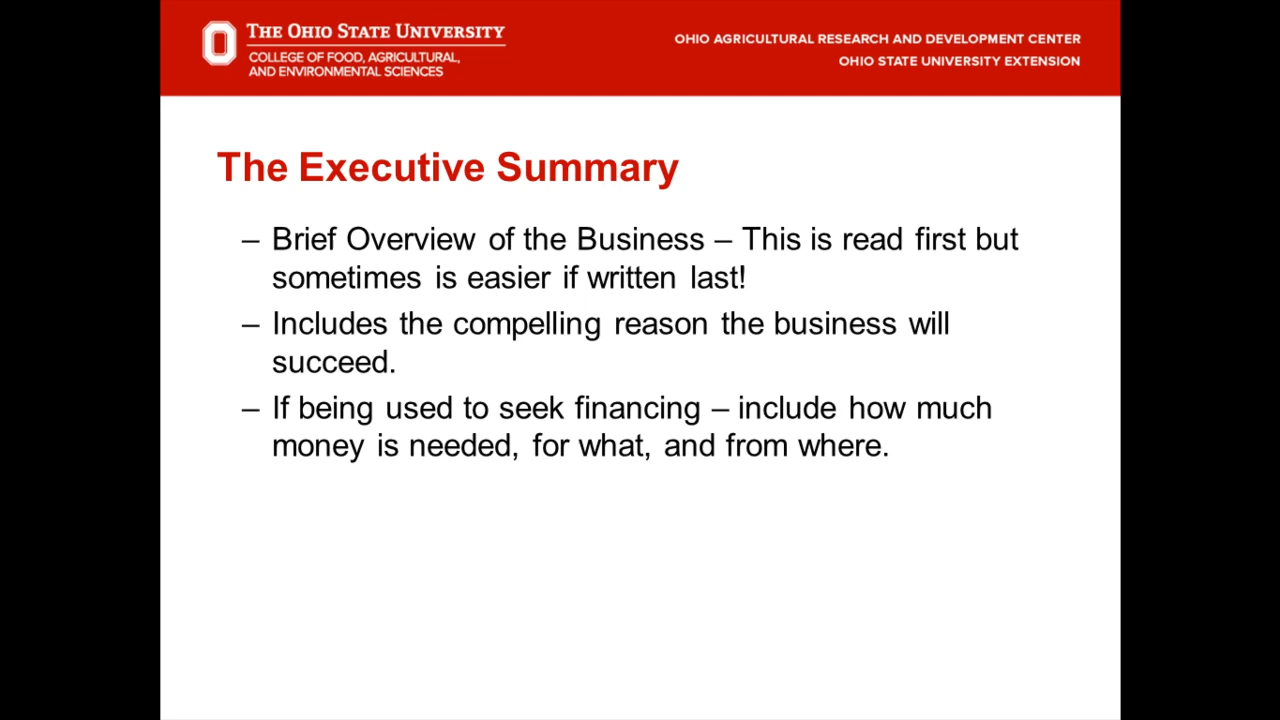 THE OHIO STATE UNIVERSITY
COLLEGE OF FOOD, AGRICULTURAL,
AND ENVIRONMENTAL SCIENCES
OHIO AGRICULTURAL RESEARCH AND DEVELOPMENT CENTER
OHIO STATE UNIVERSITY EXTENSION
The Executive Summary
– Brief Overview of the Business – This is read first but
sometimes is easier if written last!
– Includes the compelling reason the business will
succeed.
– If being used to seek financing – include how much
money is needed, for what, and from where.